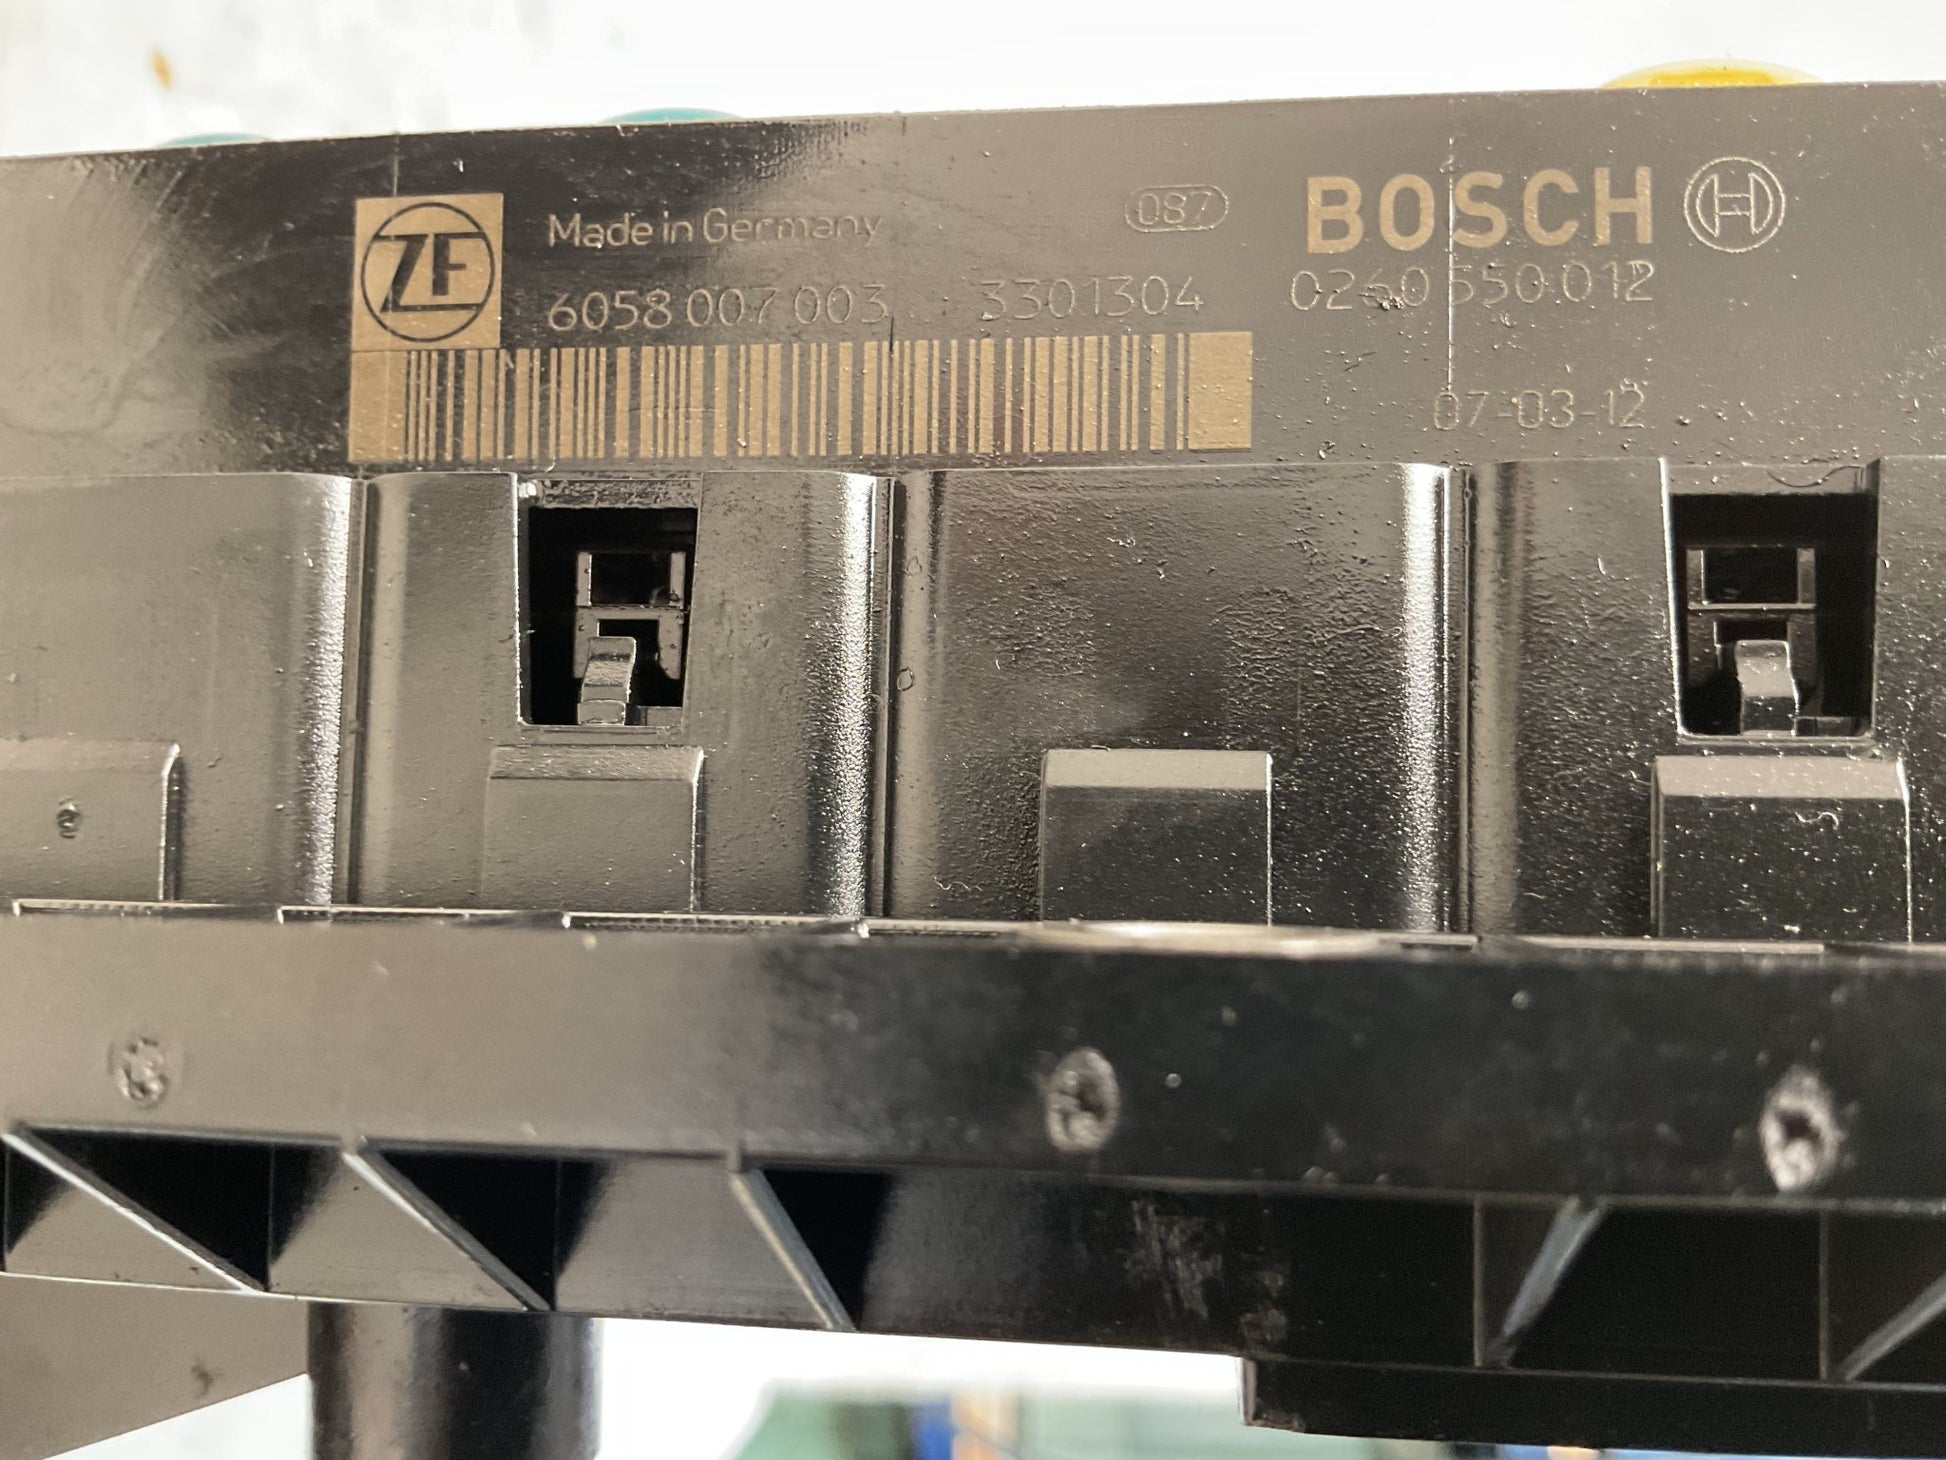 ZF
Made in Germany
087
BOSCH
6058 007 003 3301304
0260 550 012
07-03-12